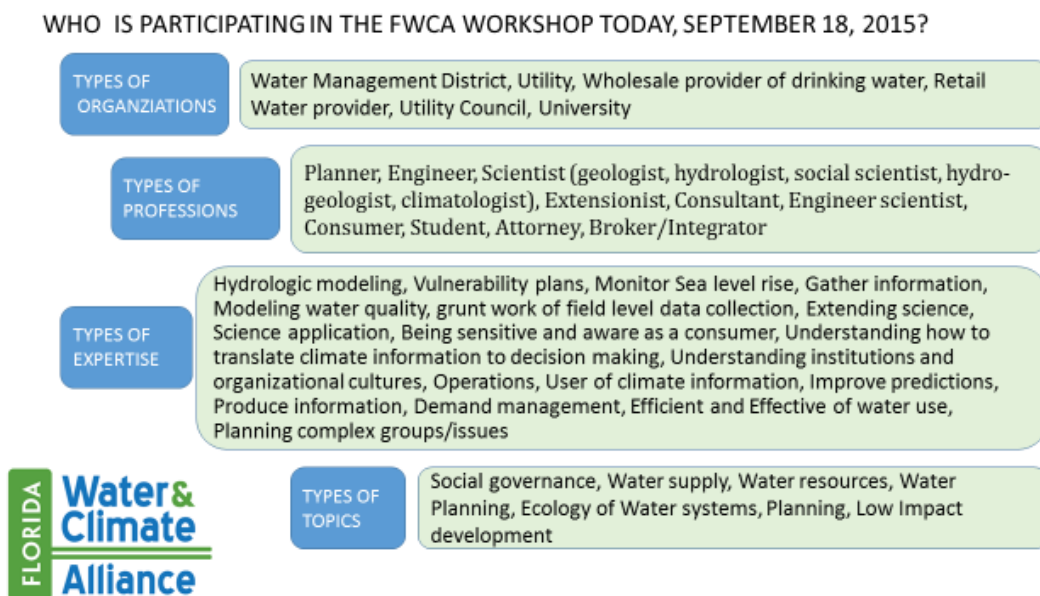 WHO IS PARTICIPATING IN THE FWCA WORKSHOP TODAY, SEPTEMBER 18, 2015?
TYPES OF
ORGANZIATIONS
Water Management District, Utility, Wholesale provider of drinking water, Retail
Water provider, Utility Council, University
TYPES OF
PROFESSIONS
Planner, Engineer, Scientist (geologist, hydrologist, social scientist, hydro-
geologist, climatologist), Extensionist, Consultant, Engineer scientist,
Consumer, Student, Attorney, Broker/Integrator
TYPES OF
EXPERTISE
Hydrologic modeling, Vulnerability plans, Monitor Sea level rise, Gather information,
Modeling water quality, grunt work of field level data collection, Extending science,
Science application, Being sensitive and aware as a consumer, Understanding how to
translate climate information to decision making, Understanding institutions and
organizational cultures, Operations, User of climate information, Improve predictions,
Produce information, Demand management, Efficient and Effective of water use,
Planning complex groups/issues
TYPES OF
TOPICS
Social governance, Water supply, Water resources, Water
Planning, Ecology of Water systems, Planning, Low Impact
development
FLORIDA
Water&
Climate
Alliance